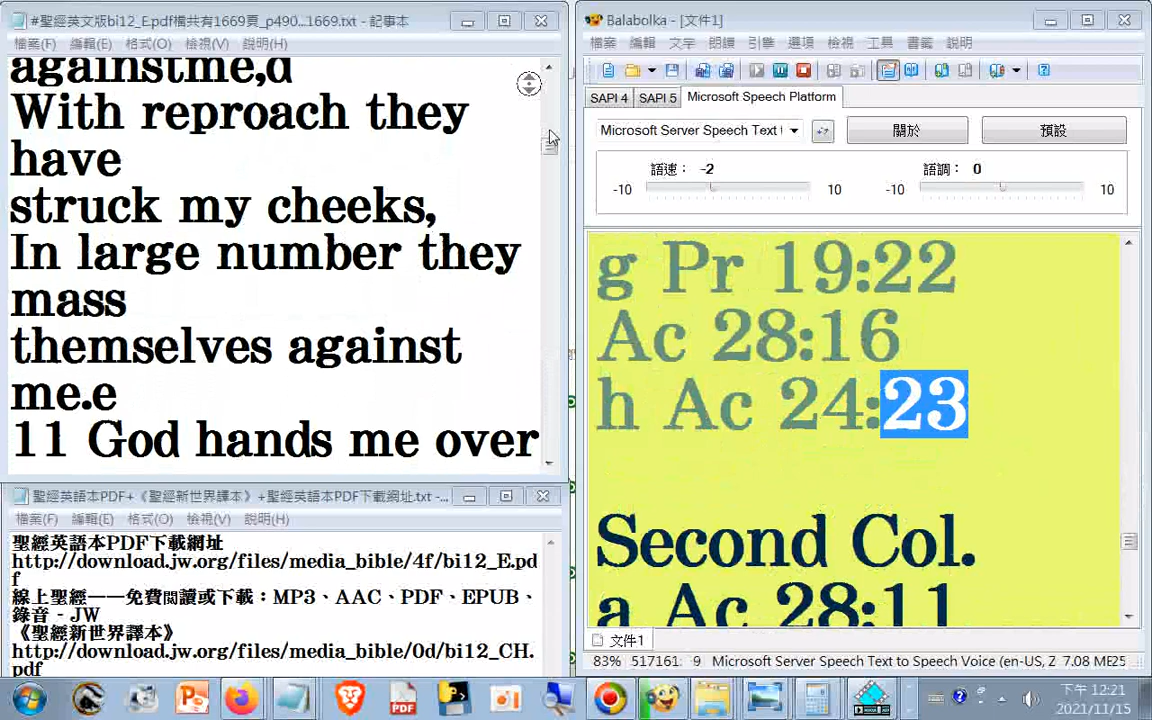 #聖經英文版bi12_E.pdf檔共有1669頁_p490...1669.txt - 記事本
檔案(F) 編輯(E) 格式(O) 檢視(V) 說明(H)
againstme,d
With reproach they
have
struck my cheeks,
In large number they
mass
themselves against
me.e
11 God hands me over
聖經英語本PDF+《聖經新世界譯本》+聖經英語本PDF下載網址.txt -...
檔案(F) 編輯(E) 格式(O) 檢視(V) 說明(H)
聖經英語本PDF下載網址
http://download.jw.org/files/media_bible/4f/bi12_E.pd
f
線上聖經——免費閱讀或下載：MP3、AAC、PDF、EPUB、
錄音 - JW
《聖經新世界譯本》
http://download.jw.org/files/media_bible/0d/bi12_CH.
pdf
Balabolka - [文件1]
檔案 編輯 文字 朗讀 引擎 選項 檢視 工具 書籤 說明
SAPI 4 SAPI 5 Microsoft Speech Platform
Microsoft Server Speech Text 關於 預設
語速： -2 語調： 0
-10 10 -10 10
g Pr 19:22
Ac 28:16
h Ac 24:23
Second Col.
a Ac 28:11
文件1
83% 517161: 9 Microsoft Server Speech Text to Speech Voice (en-US, Z 7.08 ME25
PDF
下午 12:21
2021/11/15